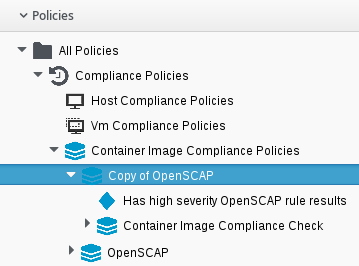 Policies
All Policies
Compliance Policies
Host Compliance Policies
Vm Compliance Policies
Container Image Compliance Policies
Copy of OpenSCAP
Has high severity OpenSCAP rule results
Container Image Compliance Check
OpenSCAP